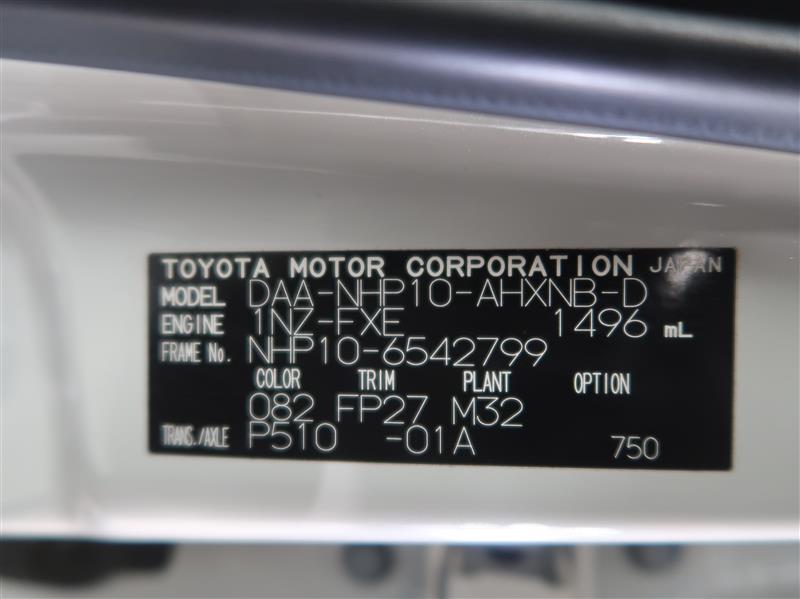 TOYOTA MOTOR CORPORATION JAPAN
MODEL DAA-NHP10-AHXNB-D
ENGINE 1NZ-FXE 1496 mL
FRAME No. NHP10-6542799
COLOR TRIM PLANT OPTION
082 FP27 M32
TRANS./AXLE P510 -01A 750